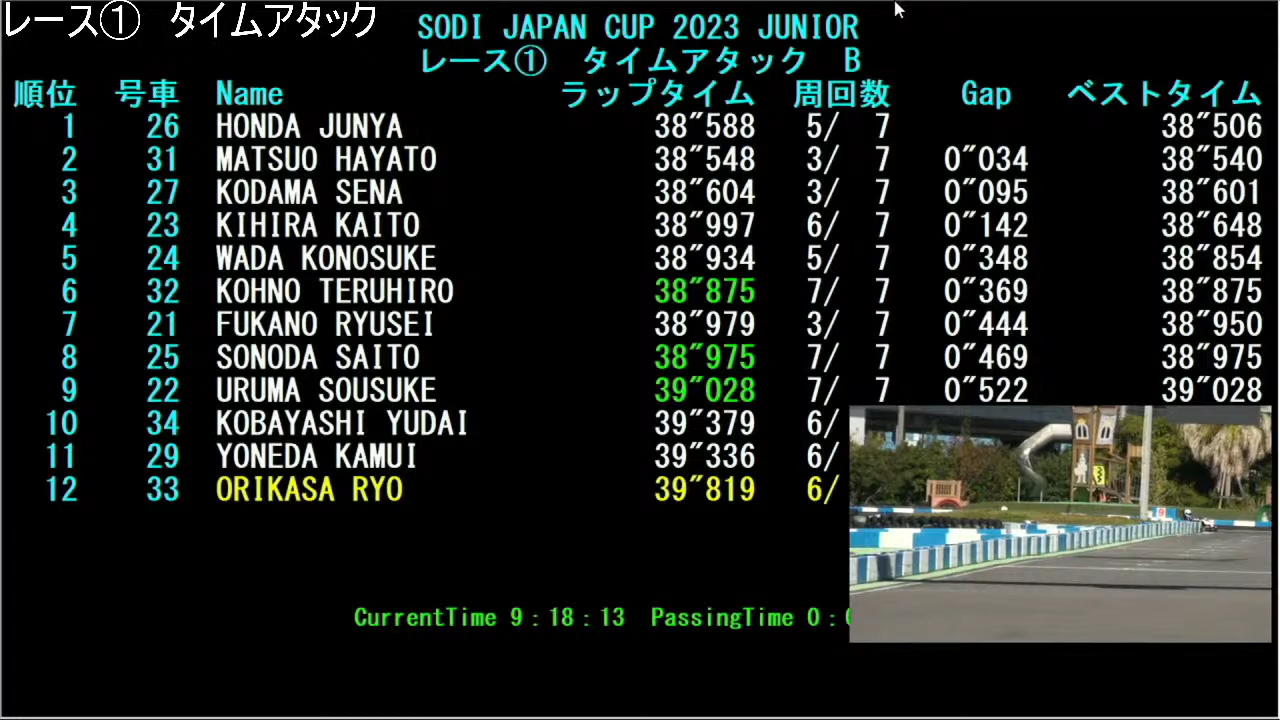 レース① タイムアタック
SODI JAPAN CUP 2023 JUNIOR
レース① タイムアタック B
順位 号車 Name ラップタイム 周回数 Gap ベストタイム
1 26 HONDA JUNYA 38"588 5/ 7 38"506
2 31 MATSUO HAYATO 38"548 3/ 7 0"034 38"540
3 27 KODAMA SENA 38"604 3/ 7 0"095 38"601
4 23 KIHIRA KAITO 38"997 6/ 7 0"142 38"648
5 24 WADA KONOSUKE 38"934 5/ 7 0"348 38"854
6 32 KOHNO TERUHIRO 38"875 7/ 7 0"369 38"875
7 21 FUKANO RYUSEI 38"979 3/ 7 0"444 38"950
8 25 SONODA SAITO 38"975 7/ 7 0"469 38"975
9 22 URUMA SOUSUKE 39"028 7/ 7 0"522 39"028
10 34 KOBAYASHI YUDAI 39"379 6/
11 29 YONEDA KAMUI 39"336 6/
12 33 ORIKASA RYO 39"819 6/
CurrentTime 9:18:13 PassingTime 0: